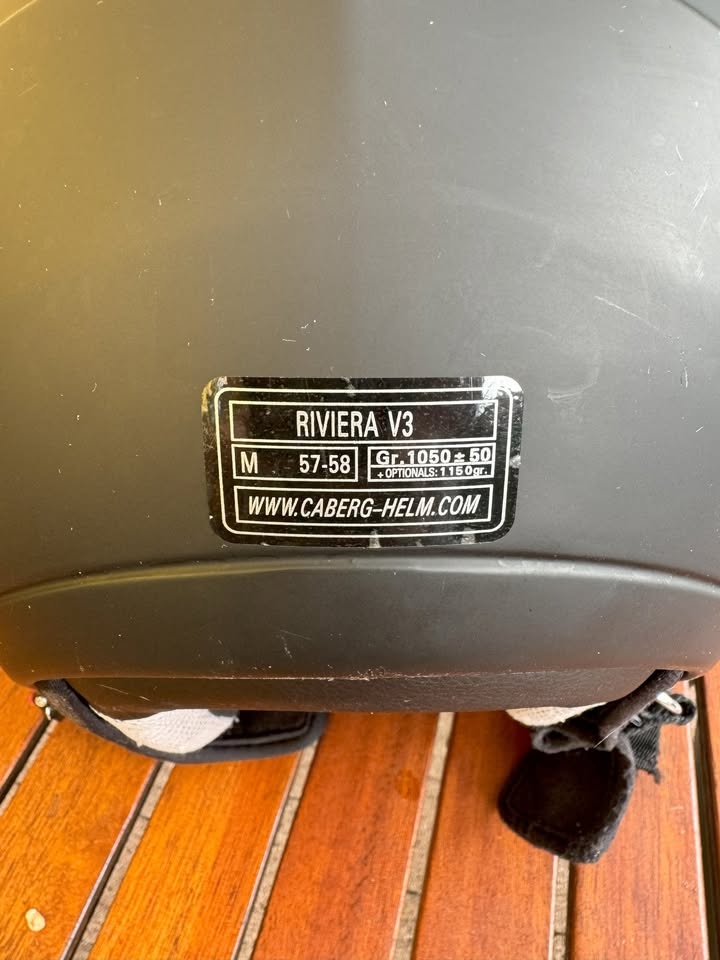 RIVIERA V3
M 57-58 Gr.1050±50
+OPTIONALS:1150gr.
WWW.CABERG-HELM.COM